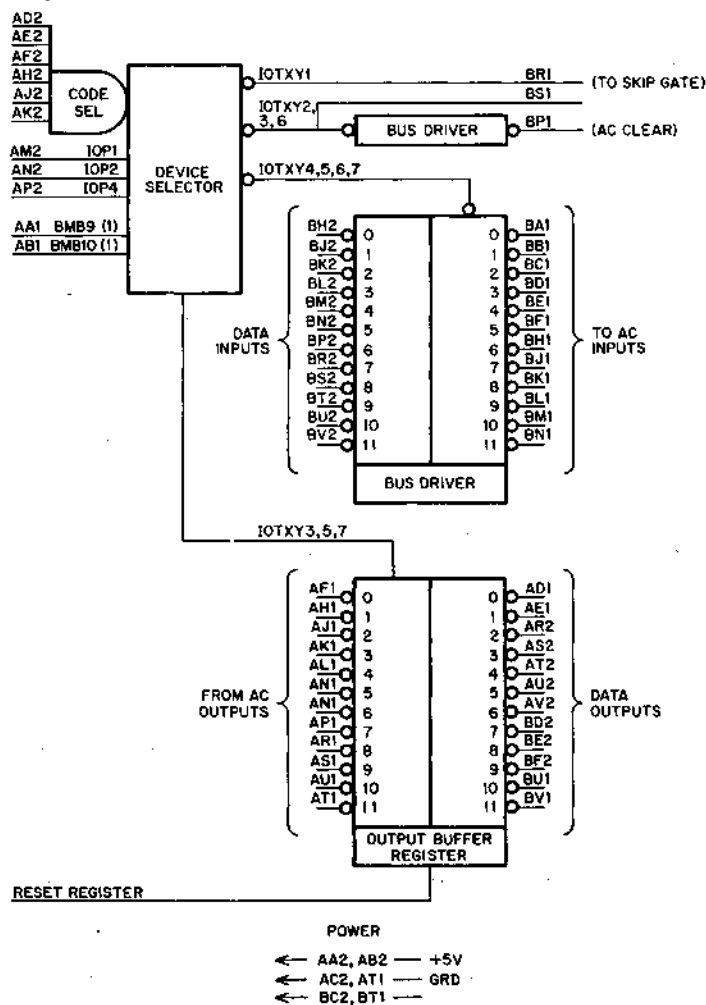 AD2
AE2
AF2
AH2
AJ2
AK2
CODE
SEL
AM2 IOP1
AN2 IOP2
AP2 IOP4
AA1 BMB9 (1)
AB1 BMB10 (1)
DEVICE
SELECTOR
IOTXY1
BR1
(TO SKIP GATE)
BS1
IOTXY2,
3,6
BUS DRIVER
BP1
(AC CLEAR)
IOTXY4,5,6,7
DATA
INPUTS
BH2 0 0 BA1
BJ2 1 1 BB1
BK2 2 2 BC1
BL2 3 3 BD1
BM2 4 4 BE1
BN2 5 5 BF1
BP2 6 6 BH1
BR2 7 7 BJ1
BS2 8 8 BK1
BT2 9 9 BL1
BU2 10 10 BM1
BV2 11 11 BN1
TO AC
INPUTS
BUS DRIVER
IOTXY3,5,7
FROM AC
OUTPUTS
AF1 0 0 AD1
AH1 1 1 AE1
AJ1 2 2 AR2
AK1 3 3 AS2
AL1 4 4 AT2
AN1 5 5 AU2
AN1 6 6 AV2
AP1 7 7 BD2
AR1 8 8 BE2
AS1 9 9 BF2
AU1 10 10 BU1
AT1 11 11 BV1
DATA
OUTPUTS
OUTPUT BUFFER
REGISTER
RESET REGISTER
POWER
AA2, AB2 +5V
AC2, AT1 GRD
BC2, BT1